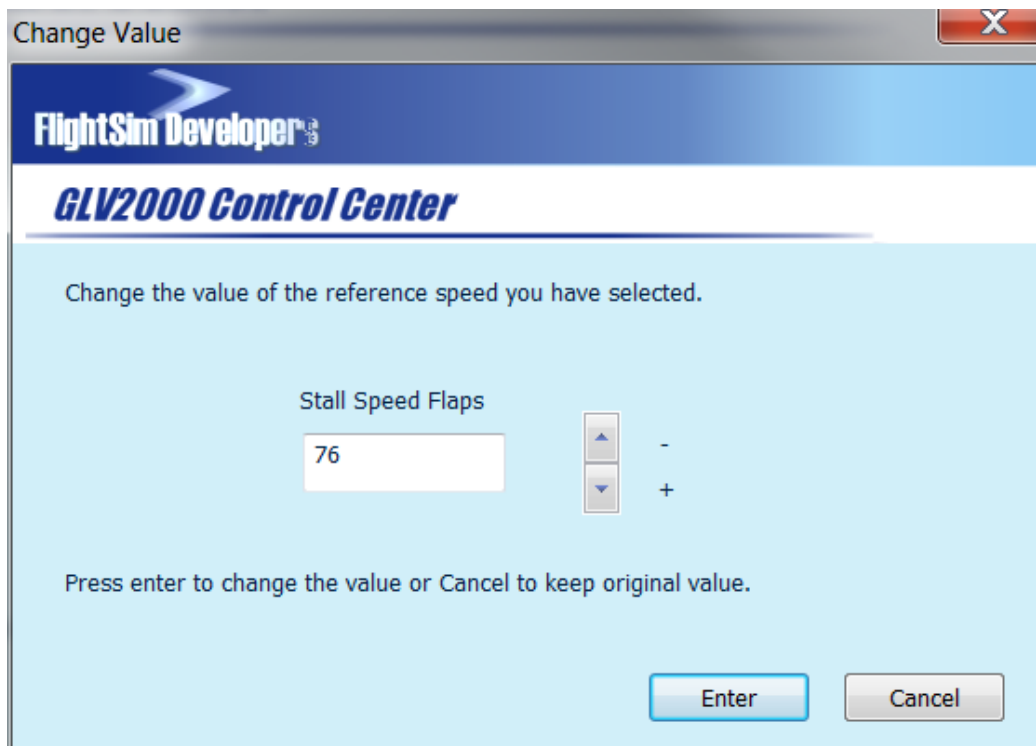 Change Value
X
FlightSim Developers
GLV2000 Control Center
Change the value of the reference speed you have selected.
Stall Speed Flaps
76
-
+
Press enter to change the value or Cancel to keep original value.
Enter
Cancel